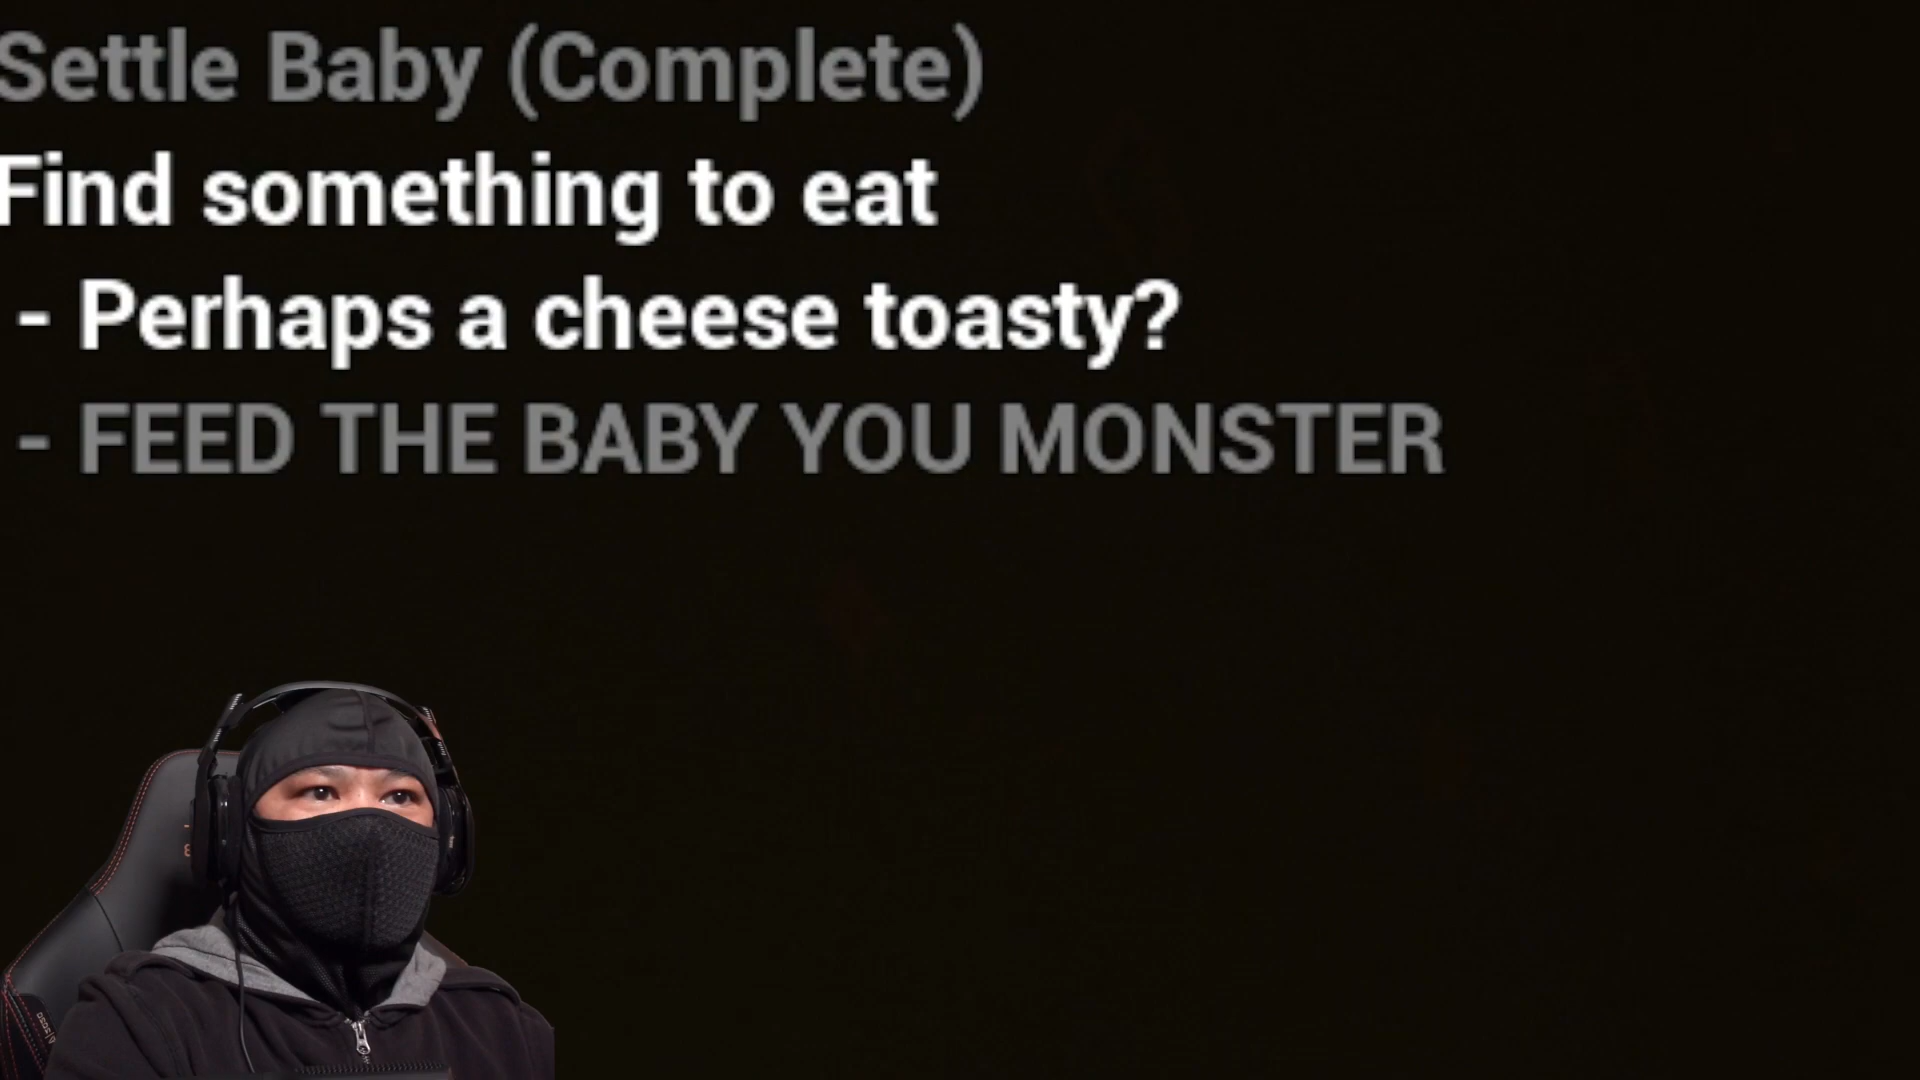 Settle Baby (Complete)
Find something to eat
- Perhaps a cheese toasty?
- FEED THE BABY YOU MONSTER